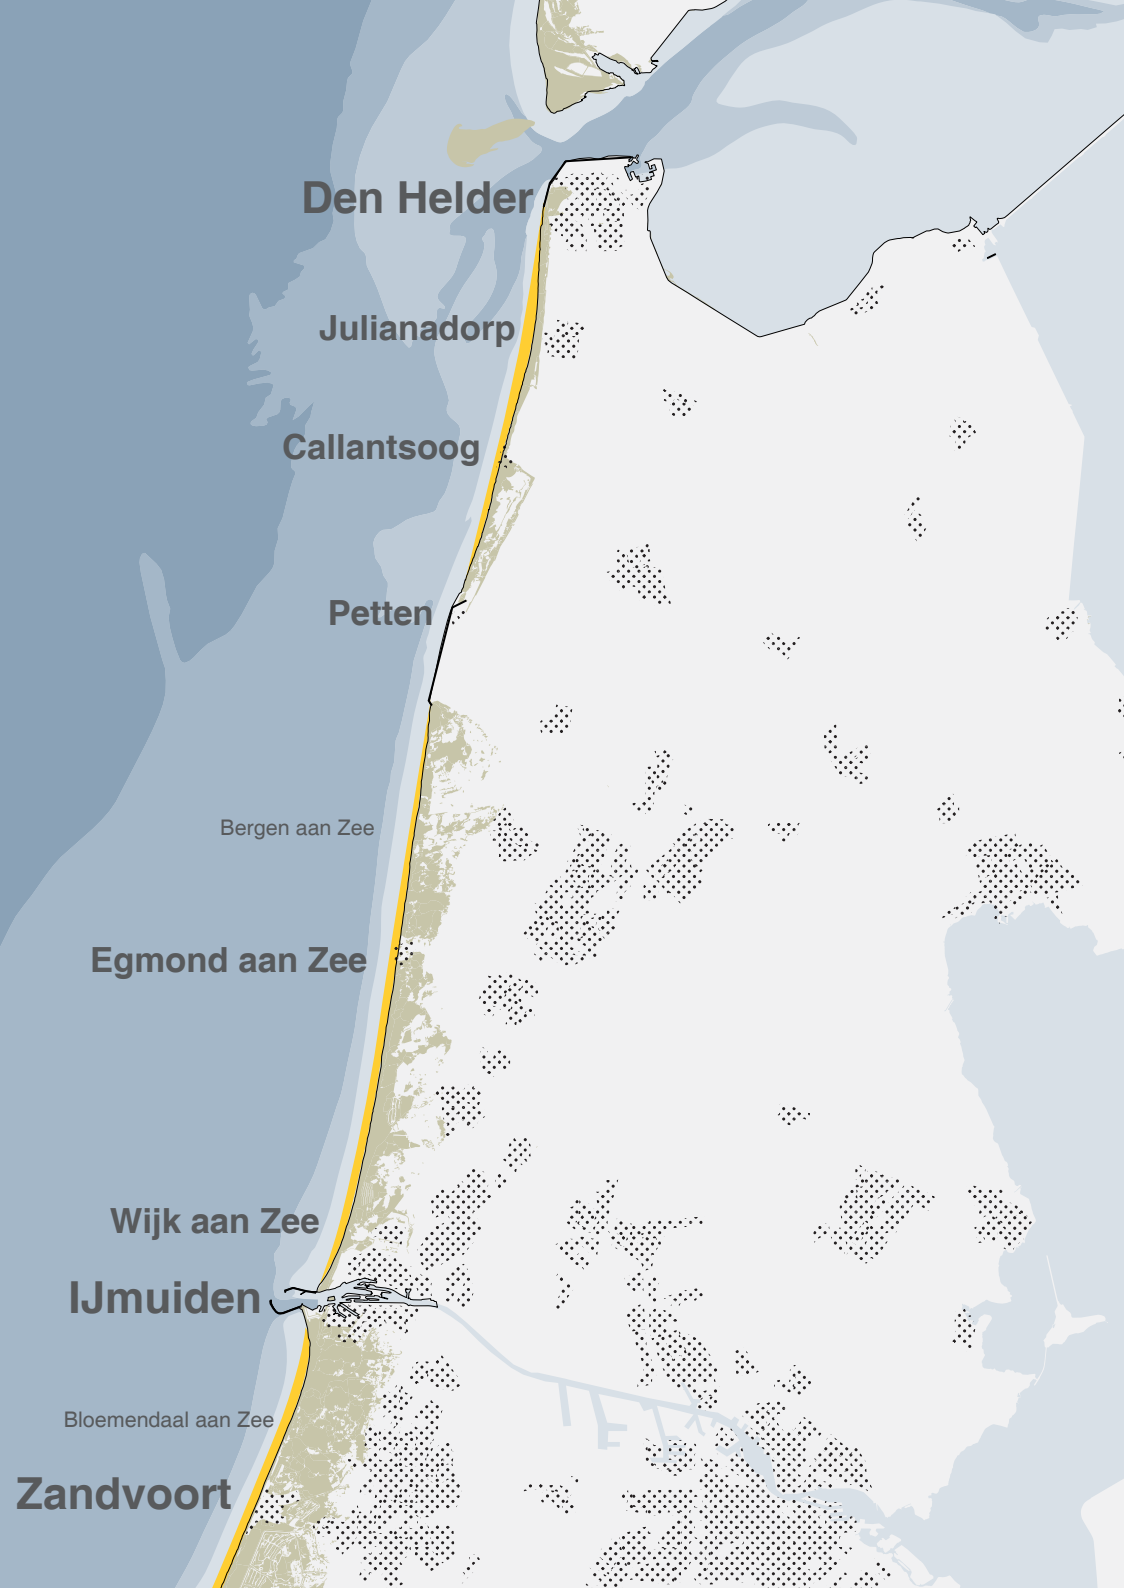 Den Helder
Julianadorp
Callantsoog
Petten
Bergen aan Zee
Egmond aan Zee
Wijk aan Zee
IJmuiden
Bloemendaal aan Zee
Zandvoort